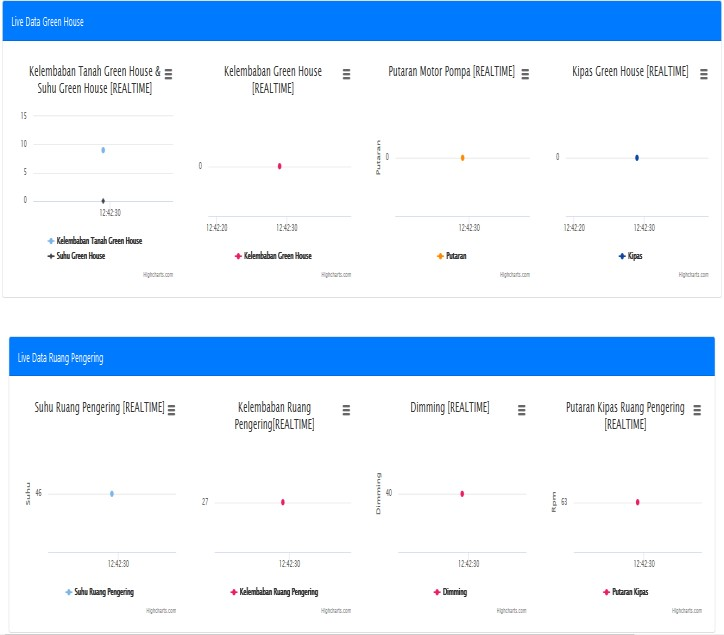 Live Data Green House
Kelembaban Tanah Green House &
Suhu Green House [REALTIME]
15
10
5
0
12:42:30
Kelembaban Tanah Green House
Suhu Green House
Highcharts.com
Kelembaban Green House
[REALTIME]
0
12:42:20 12:42:30
Kelembaban Green House
Highcharts.com
Putaran Motor Pompa [REALTIME]
Putaran
0
12:42:30
Putaran
Highcharts.com
Kipas Green House [REALTIME]
0
12:42:20 12:42:30
Kipas
Highcharts.com
Live Data Ruang Pengering
Suhu Ruang Pengering [REALTIME]
Suhu
46
12:42:30
Suhu Ruang Pengering
Highcharts.com
Kelembaban Ruang
Pengering[REALTIME]
27
12:42:30
Kelembaban Ruang Pengering
Highcharts.com
Dimming [REALTIME]
Dimming
40
12:42:30
Dimming
Highcharts.com
Putaran Kipas Ruang Pengering
[REALTIME]
Rpm
63
12:42:30
Putaran Kipas
Highcharts.com